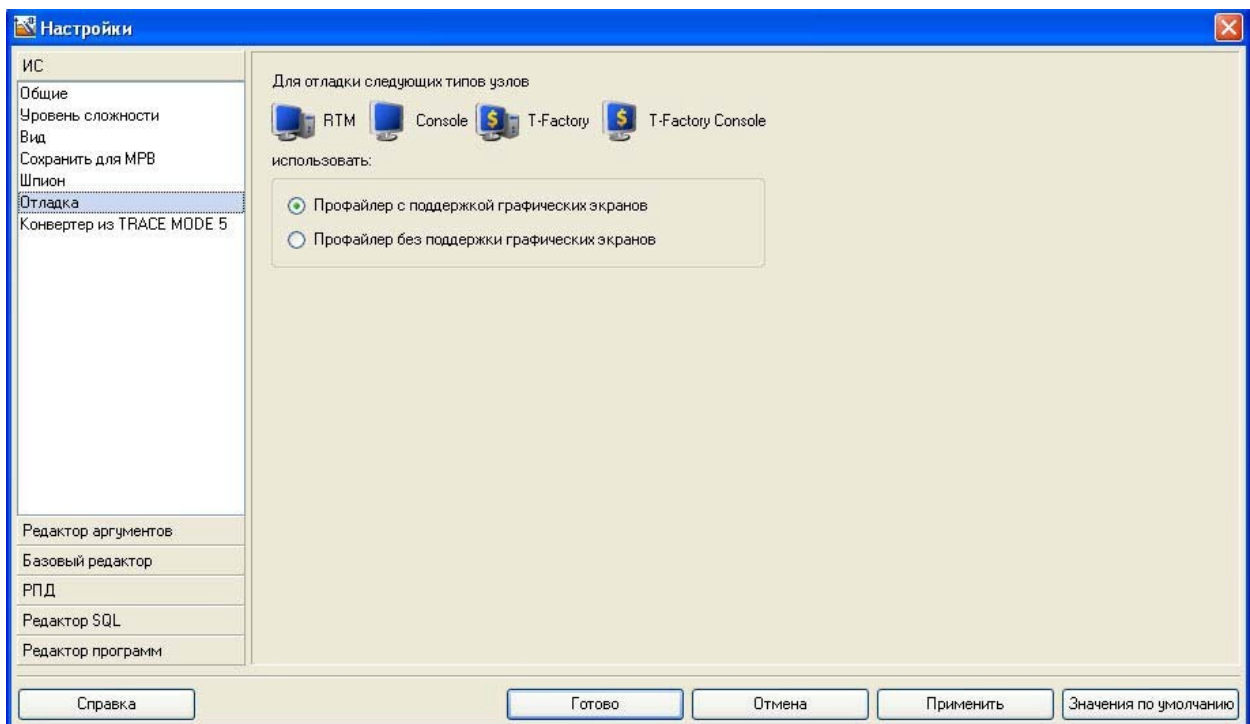 Настройки
ИС
Общие
Уровень сложности
Вид
Сохранить для МРВ
Шпион
Отладка
Конвертер из TRACE MODE 5
Редактор аргументов
Базовый редактор
РПД
Редактор SQL
Редактор программ
Для отладки следующих типов узлов
RTM Console T-Factory T-Factory Console
использовать:
Профайлер с поддержкой графических экранов
Профайлер без поддержки графических экранов
Справка Готово Отмена Применить Значения по умолчанию